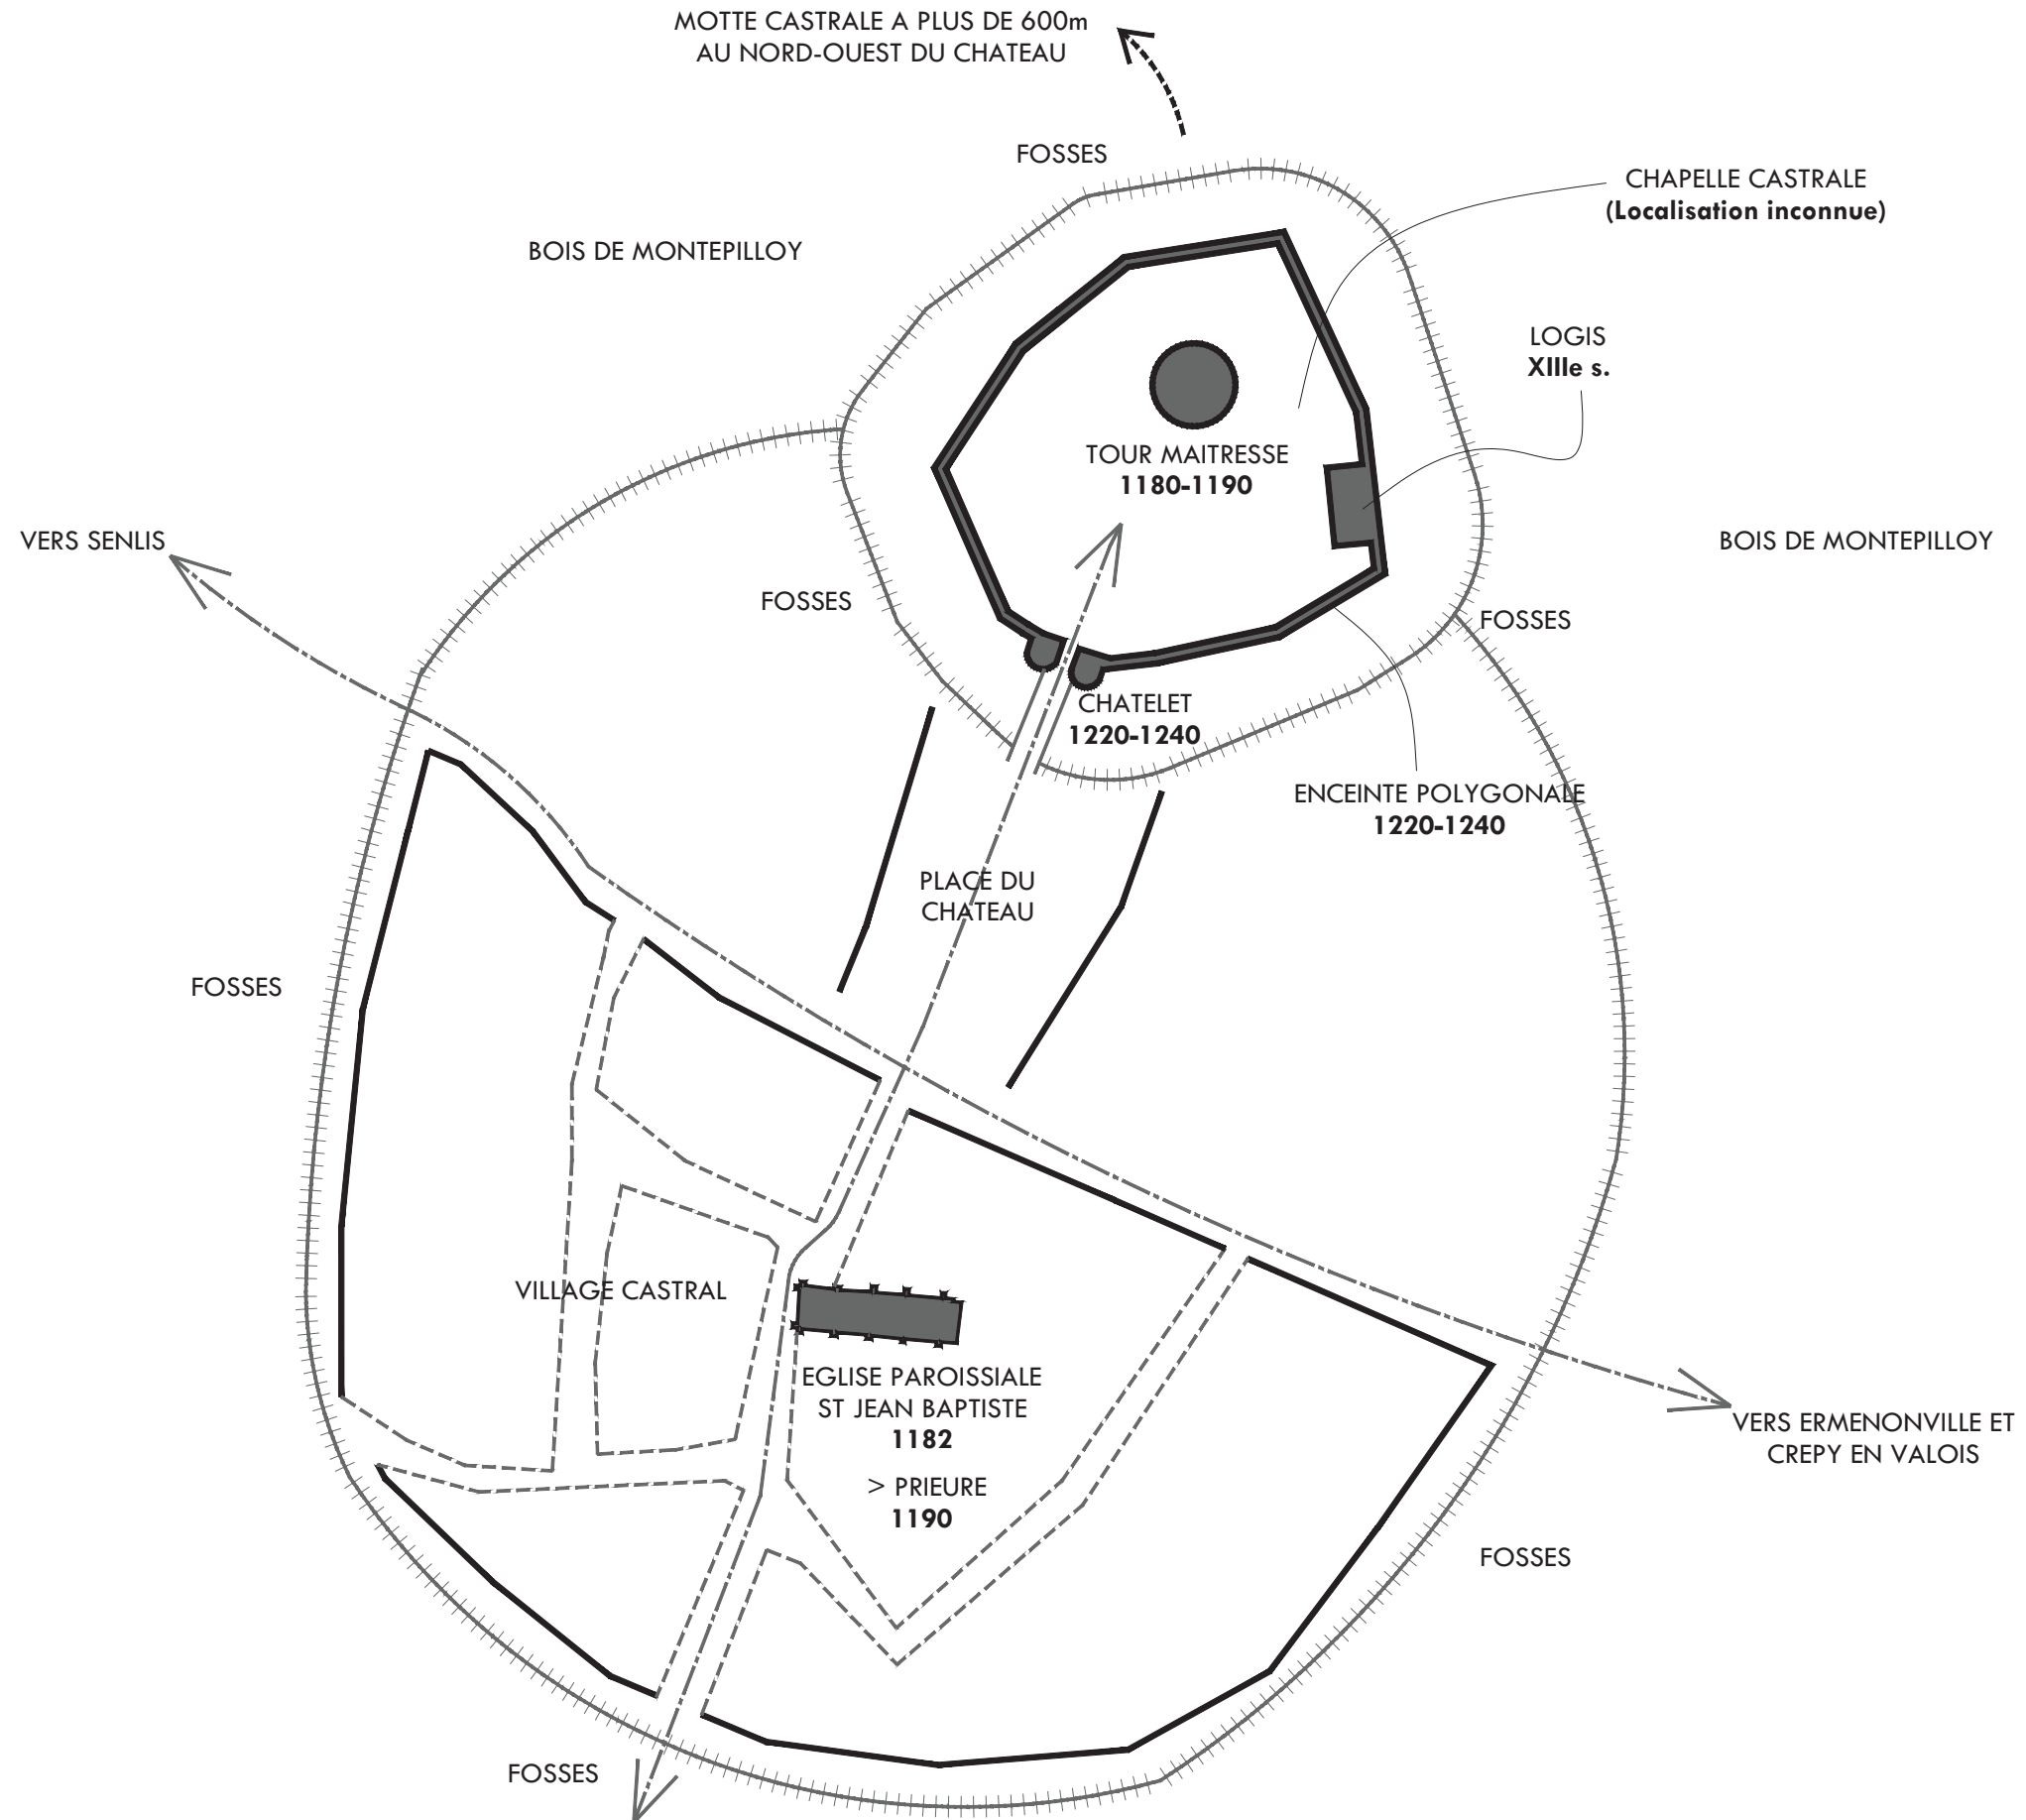 MOTTE CASTRALE A PLUS DE 600m
AU NORD-OUEST DU CHATEAU
FOSSES
CHAPELLE CASTRALE
(Localisation inconnue)
BOIS DE MONTEPILLOY
LOGIS
XIIIe s.
TOUR MAITRESSE
1180-1190
VERS SENLIS
BOIS DE MONTEPILLOY
FOSSES
FOSSES
CHATELET
1220-1240
ENCEINTE POLYGONALE
1220-1240
PLACE DU
CHATEAU
FOSSES
VILLAGE CASTRAL
EGLISE PAROISSIALE
ST JEAN BAPTISTE
1182
> PRIEURE
1190
VERS ERMENONVILLE ET
CREPY EN VALOIS
FOSSES
FOSSES